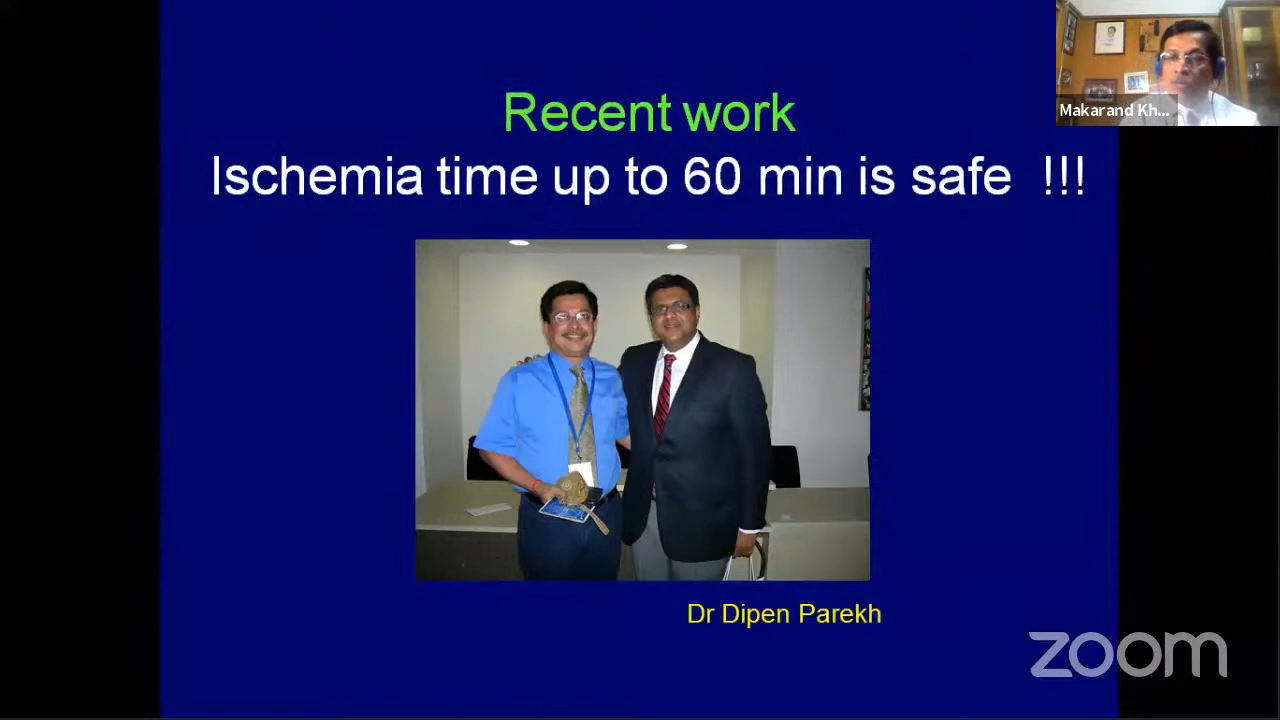 Recent work
Ischemia time up to 60 min is safe !!!
Makarand Kh...
Dr Dipen Parekh
zoom